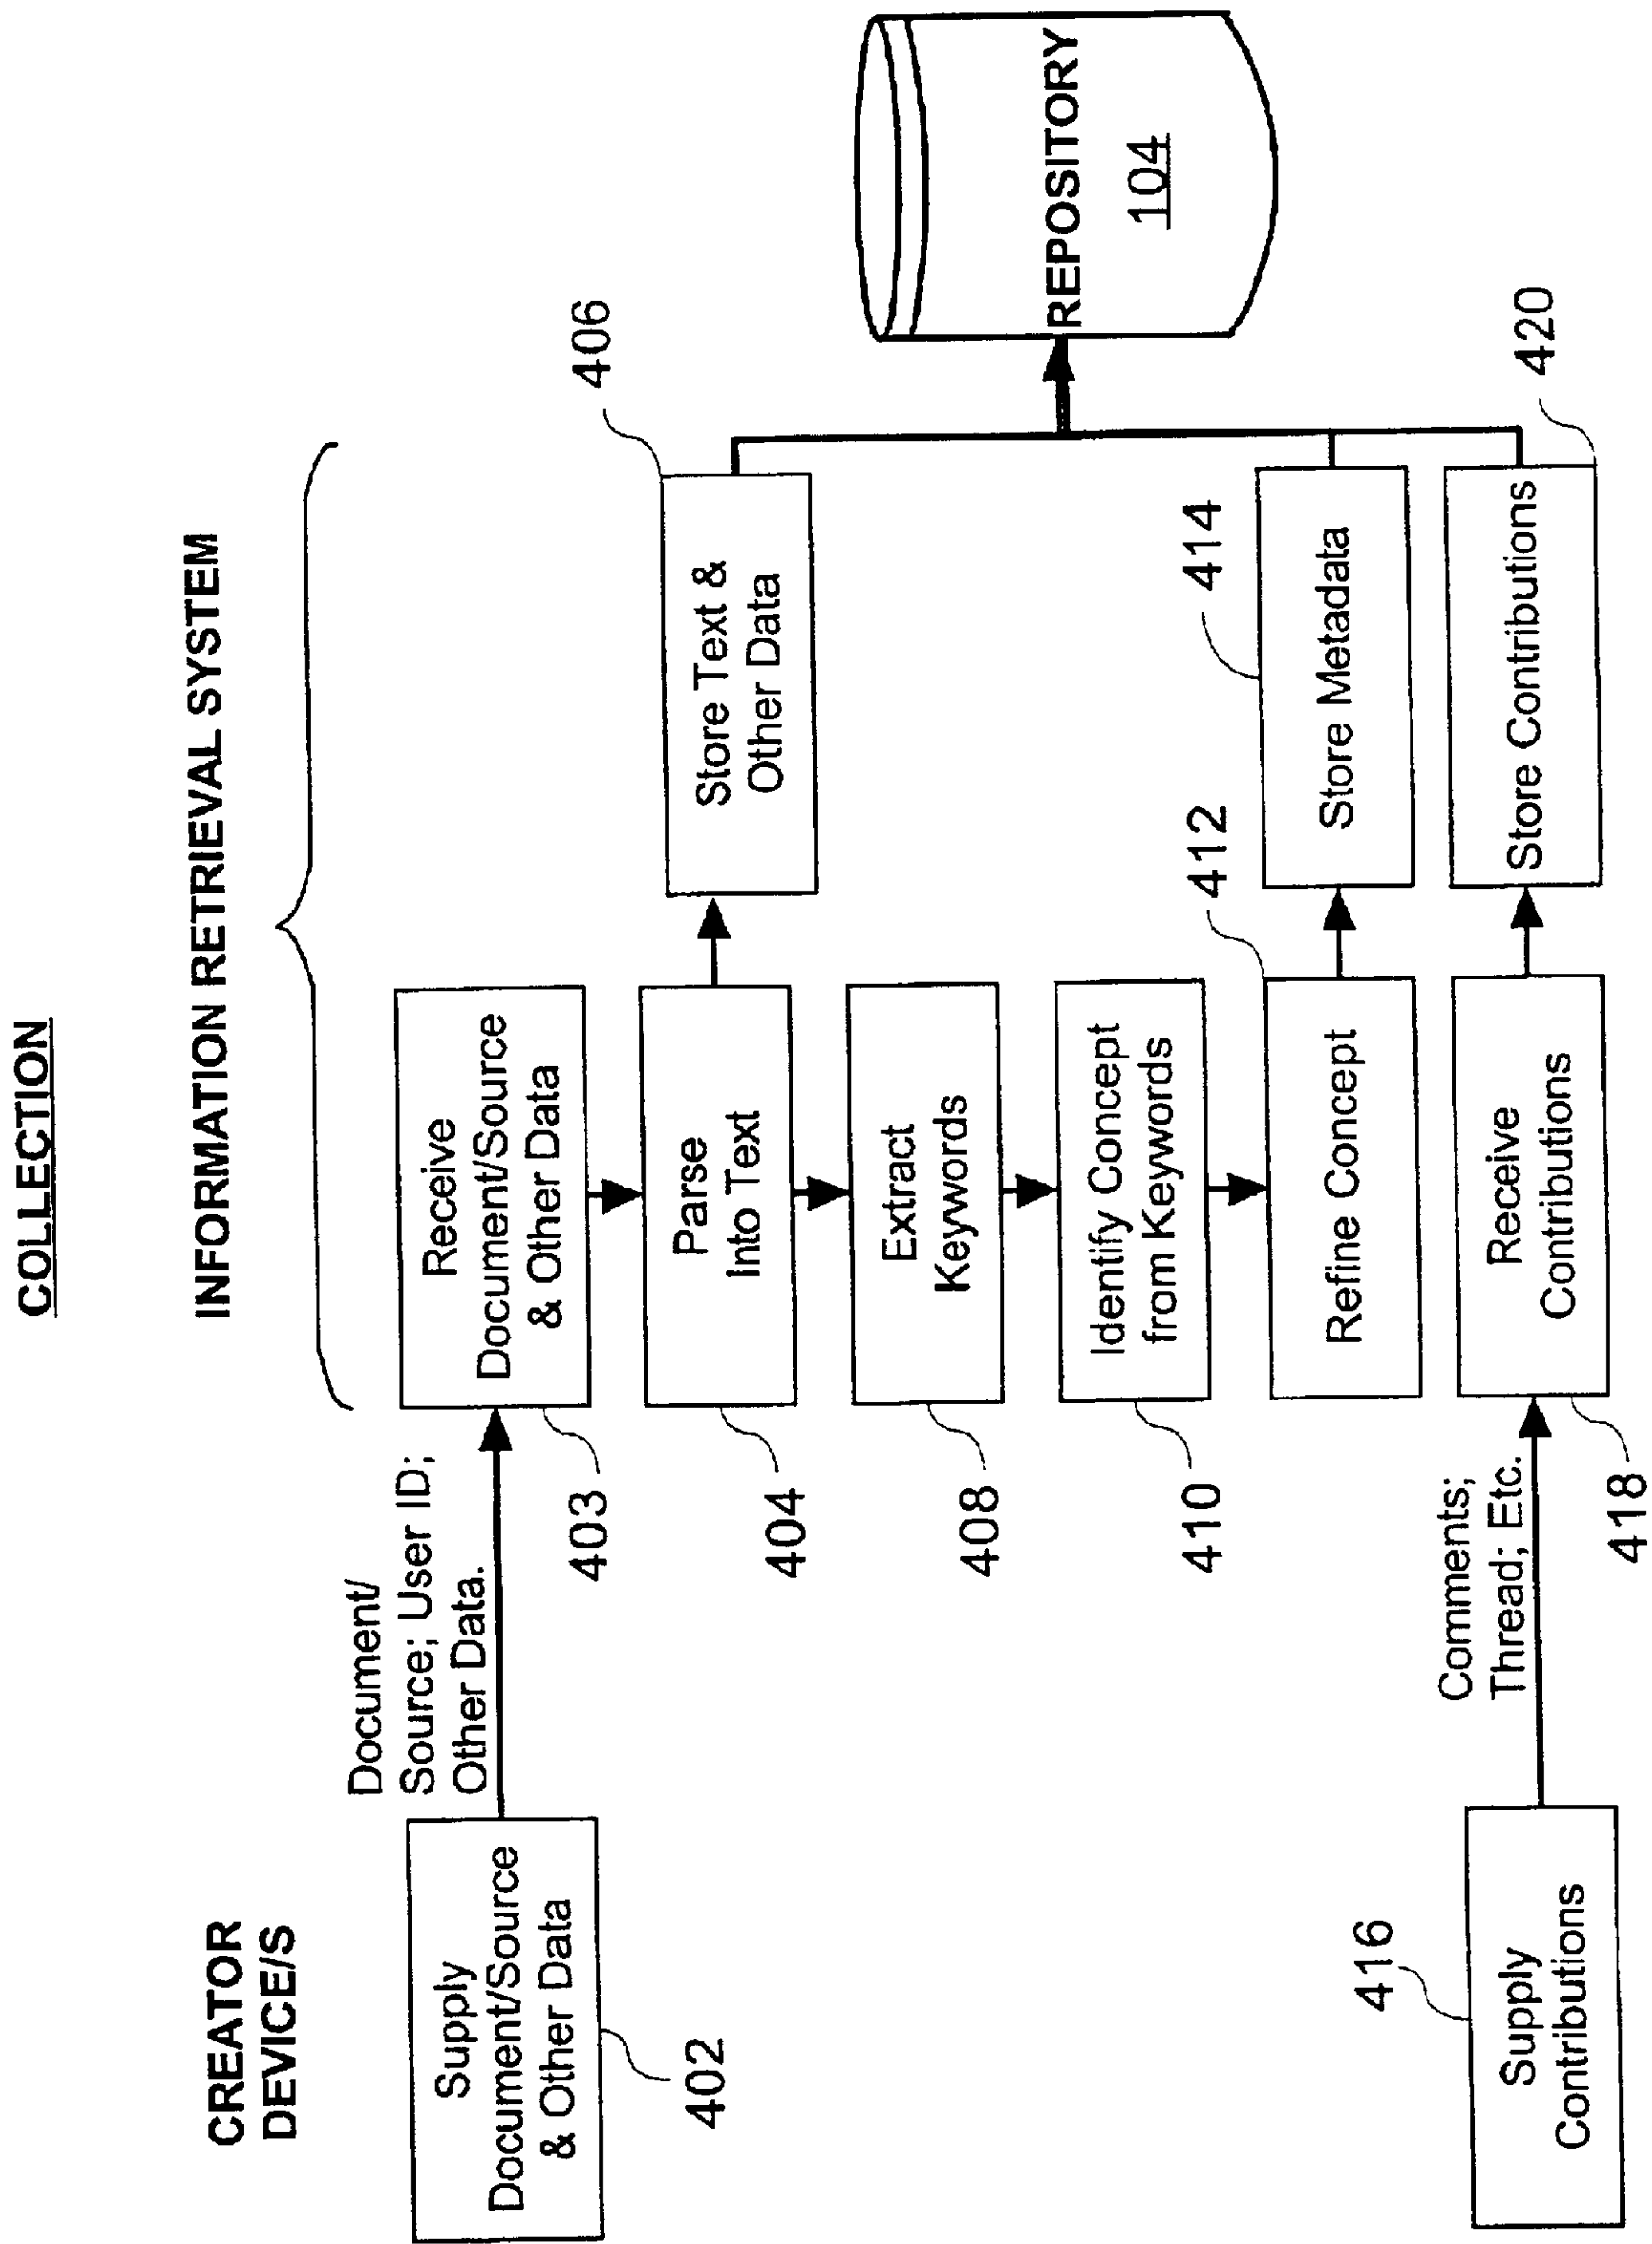 COLLECTION
CREATOR
DEVICE/S
INFORMATION RETRIEVAL SYSTEM
Supply
Document/Source
& Other Data
402
Document/
Source; User ID;
Other Data.
Receive
Document/Source
& Other Data
403
Parse
Into Text
404
Store Text &
Other Data
406
Extract
Keywords
408
Identify Concept
from Keywords
410
Refine Concept
412
Store Metadata
414
REPOSITORY
104
Supply
Contributions
416
Comments;
Thread; Etc.
Receive
Contributions
418
Store Contributions
420